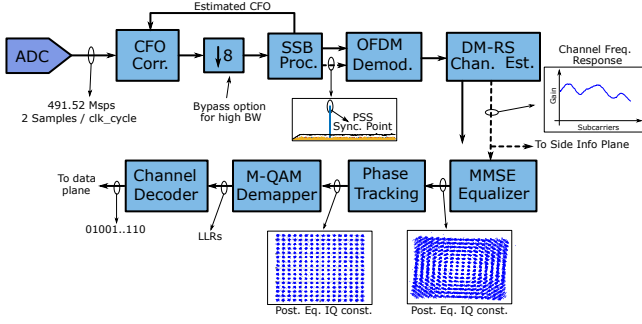 Estimated CFO
ADC
CFO
Corr.
↓8
SSB
Proc.
OFDM
Demod.
DM-RS
Chan. Est.
Channel Freq.
Response
Gain
Subcarriers
491.52 Msps
2 Samples / clk_cycle
Bypass option
for high BW
PSS
Sync. Point
To Side Info Plane
To data
plane
Channel
Decoder
M-QAM
Demapper
Phase
Tracking
MMSE
Equalizer
01001..110
LLRs
Post. Eq. IQ const.
Post. Eq. IQ const.